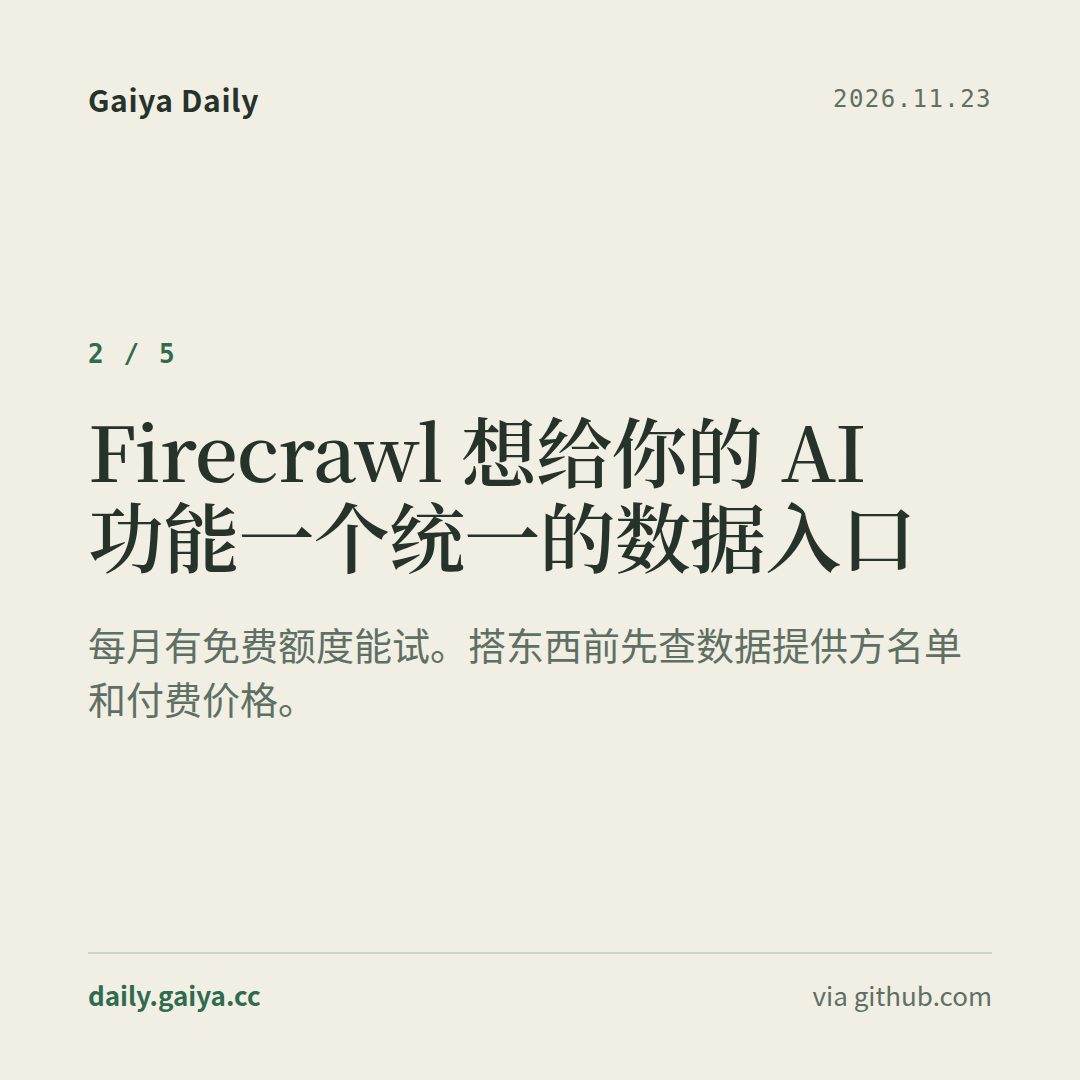 Gaiya Daily
2026.11.23
2 / 5
Firecrawl 想给你的 AI
功能一个统一的数据入口
每月有免费额度能试。搭东西前先查数据提供方名单
和付费价格。
daily.gaiya.cc
via github.com